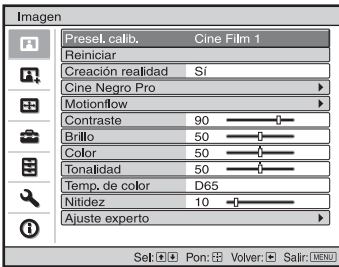 Imagen
Presel. calib. Cine Film 1
Reiniciar
Creación realidad Sí
Cine Negro Pro
Motionflow
Contraste 90
Brillo 50
Color 50
Tonalidad 50
Temp. de color D65
Nitidez 10
Ajuste experto
Sel: Pon: Volver: Salir: MENU